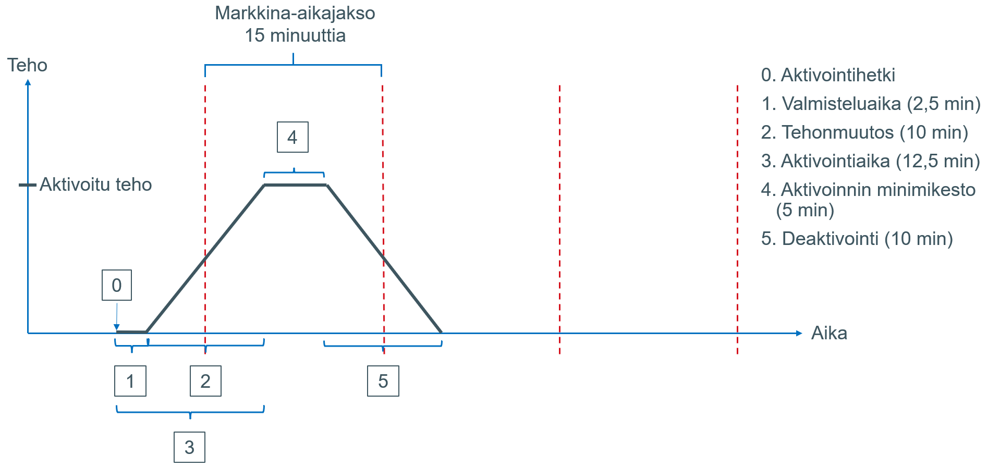 Markkina-aikajakso
15 minuuttia
Teho
Aktivoitu teho
4
0
Aika
1
2
5
3
0. Aktivointihetki
1. Valmisteluaika (2,5 min)
2. Tehonmuutos (10 min)
3. Aktivointiaika (12,5 min)
4. Aktivoinnin minimikesto
(5 min)
5. Deaktivointi (10 min)